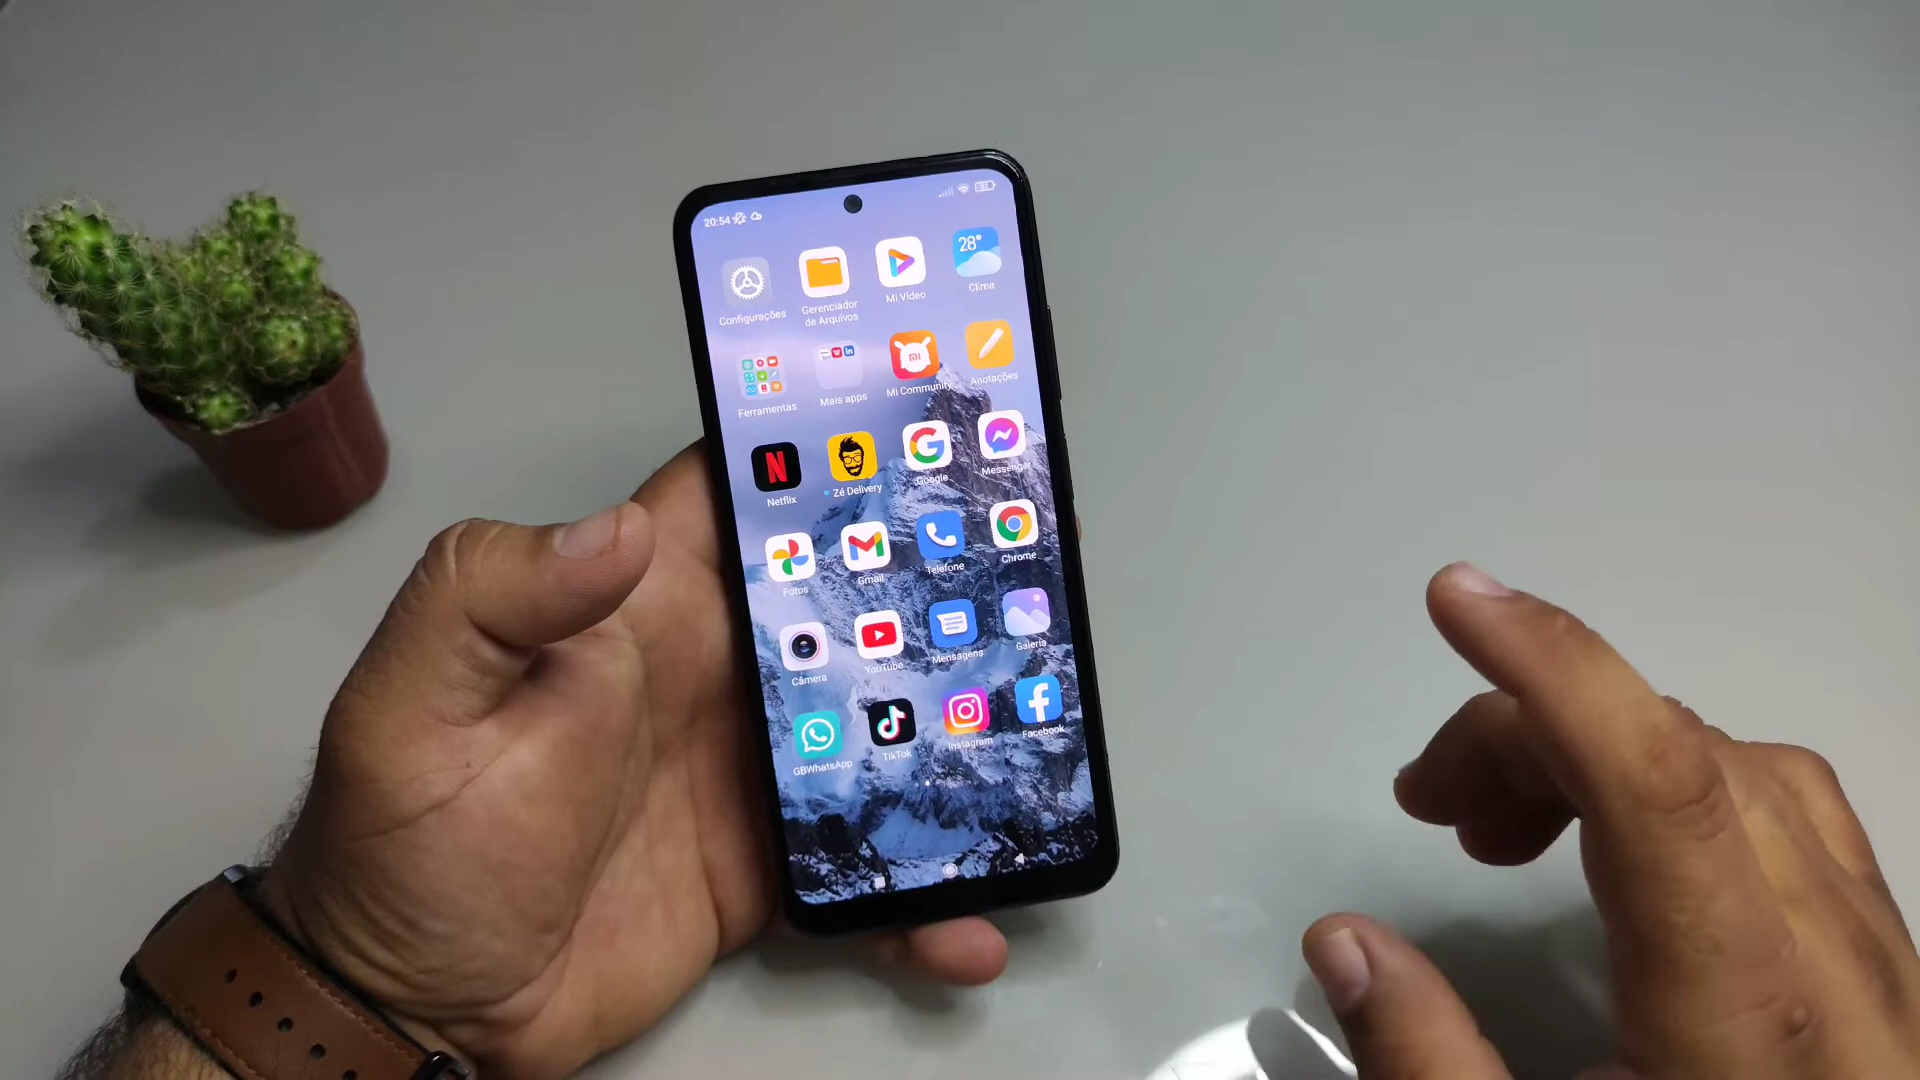 20:54
28°
Configurações
Gerenciador
de Arquivos
Mi Vídeo
Clima
Ferramentas
Mais apps
Mi Community
Anotações
Netflix
Zé Delivery
Google
Messenger
Fotos
Gmail
Telefone
Chrome
Câmera
YouTube
Mensagens
Galeria
GBWhatsApp
TikTok
Instagram
Facebook